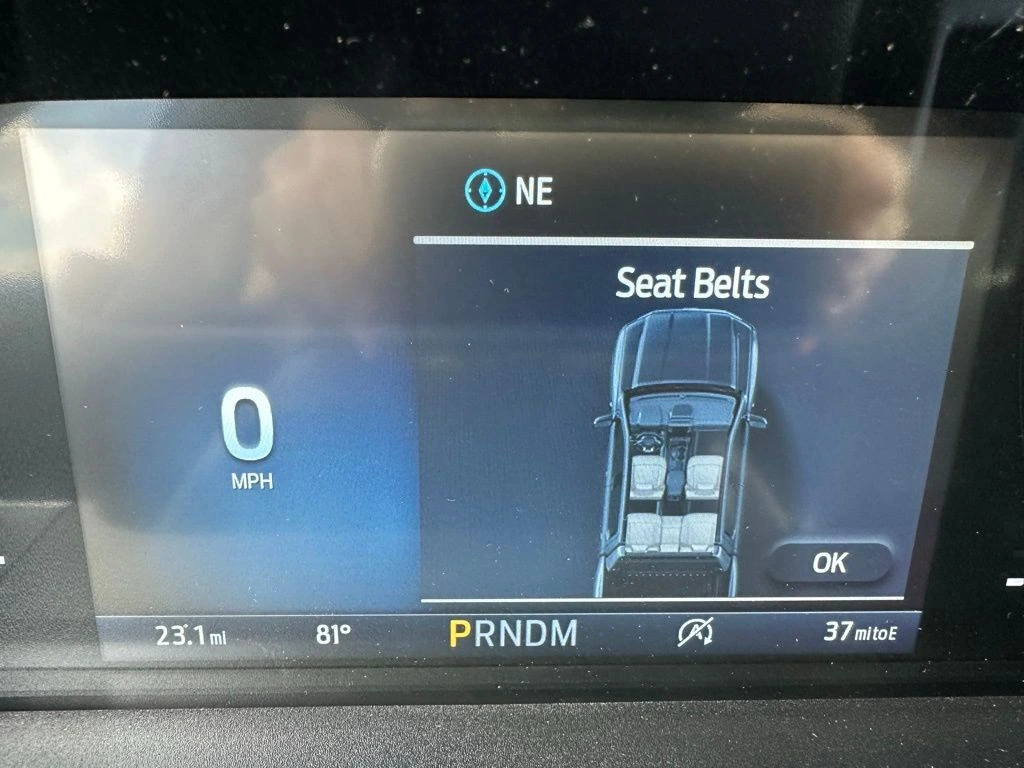 NE
Seat Belts
0
MPH
OK
23.1 mi 81° PRNDM A 37 mi to E